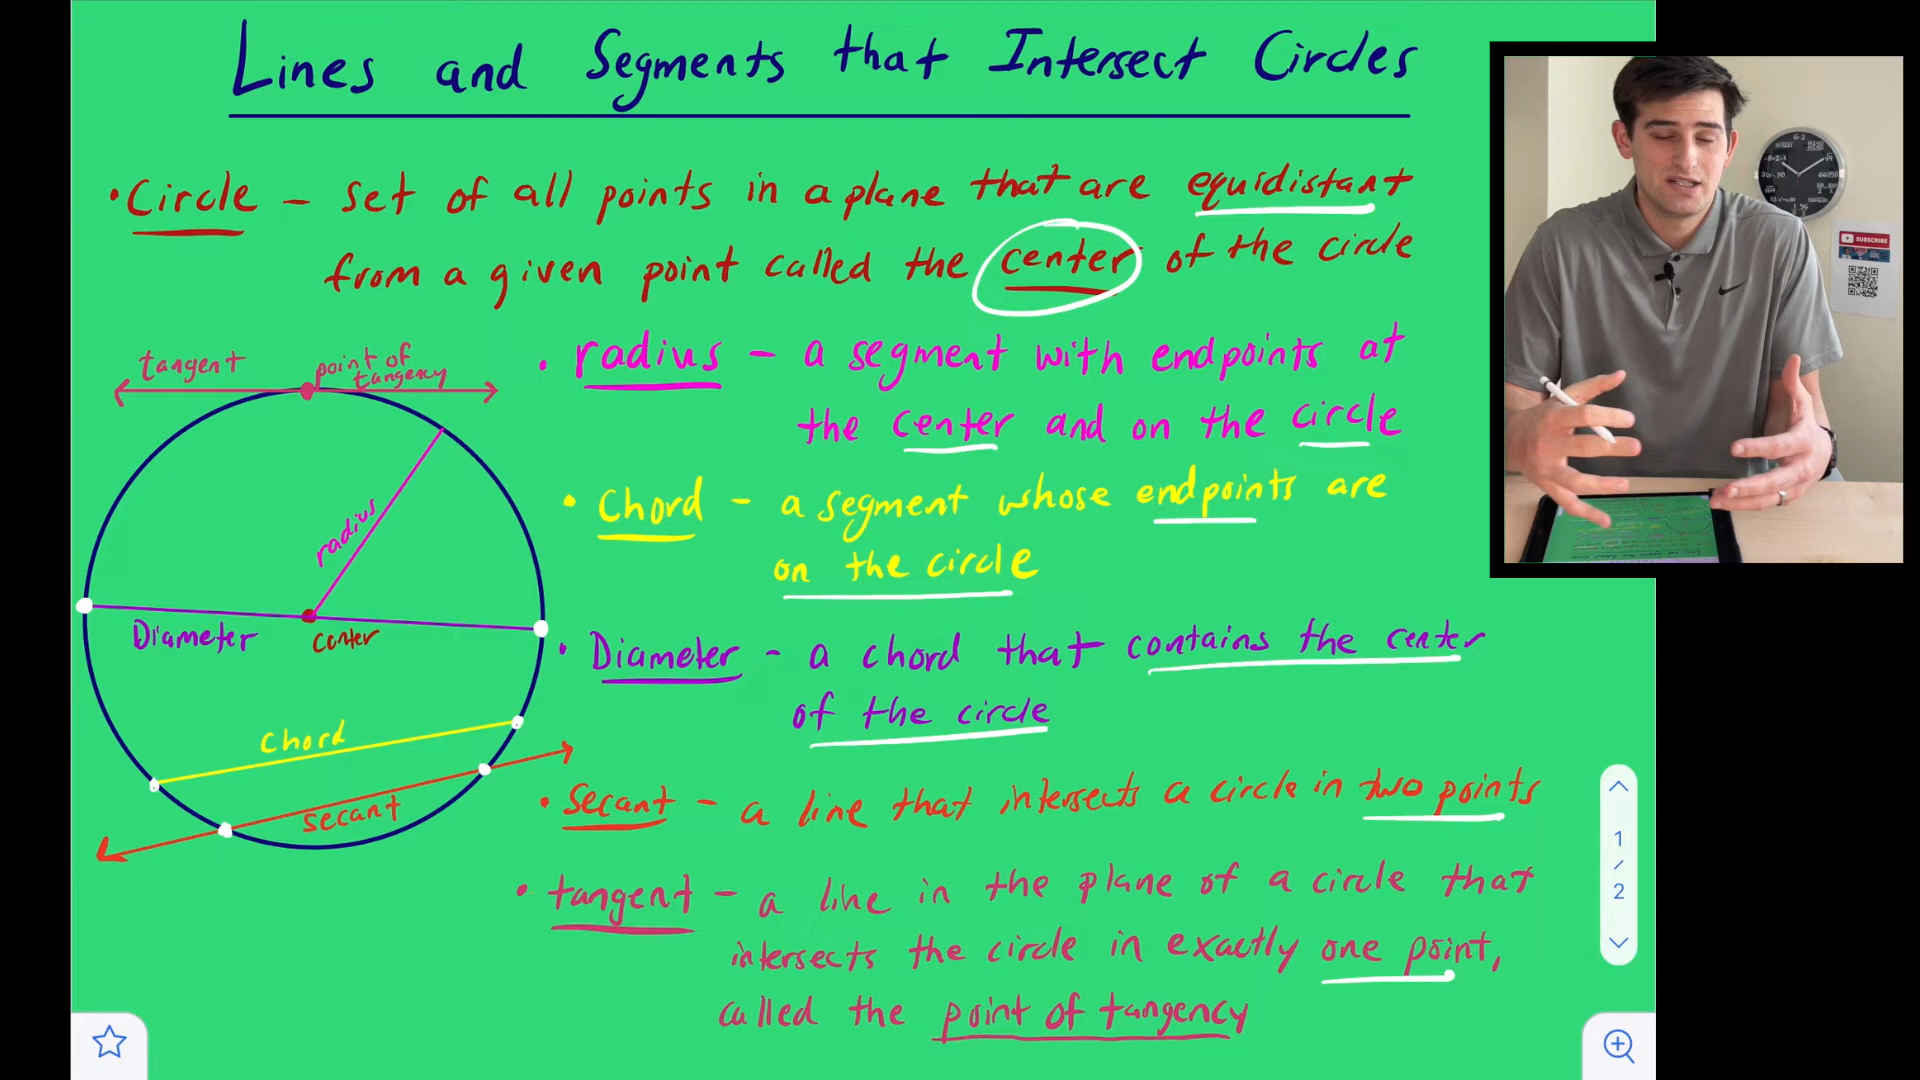 Lines and Segments that Intersect Circles
• Circle – set of all points in a plane that are equidistant
from a given point called the center of the circle
tangent
point of
tangency
• radius – a segment with endpoints at
the center and on the circle
radius
• Chord – a segment whose endpoints are
on the circle
Diameter
center
• Diameter – a chord that contains the center
of the circle
chord
secant
• Secant – a line that intersects a circle in two points
• tangent – a line in the plane of a circle that
intersects the circle in exactly one point,
called the point of tangency
1
/
2
SUBSCRIBE